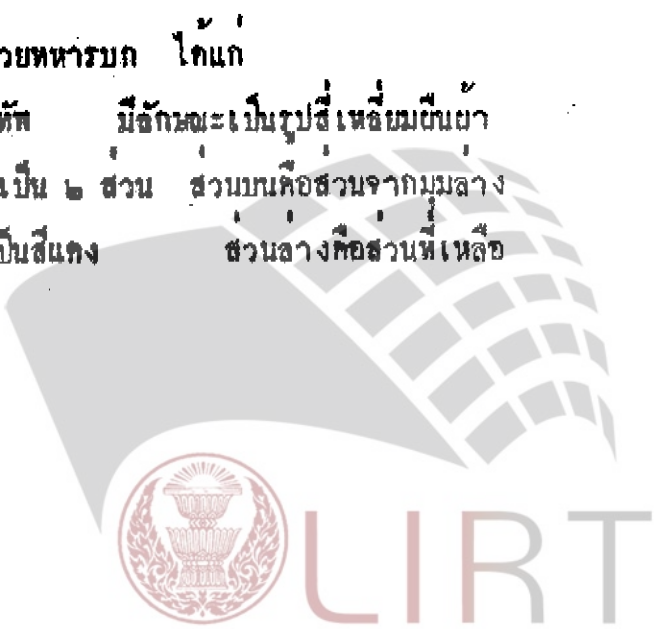 วยทหารบก ได้แก่
ทัพ มีลักษณะเป็นรูปสี่เหลี่ยมผืนผ้า
เป็น ๒ ส่วน ส่วนบนคือส่วนจากมุมล่าง
ป็นสีแดง ส่วนล่างคือส่วนที่เหลือ
LIRT